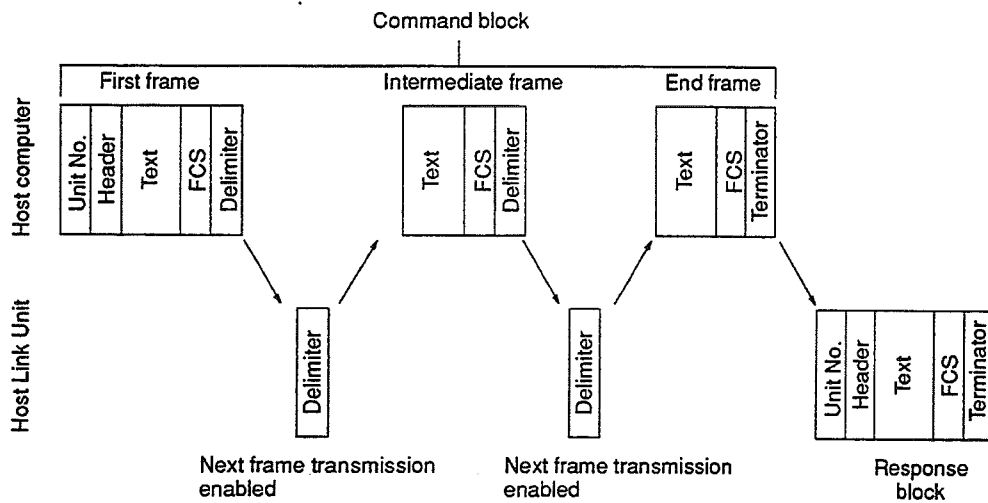 Command block
First frame
Intermediate frame
End frame
Host computer
Unit No.
Header
Text
FCS
Delimiter
Text
FCS
Delimiter
Text
FCS
Terminator
Host Link Unit
Delimiter
Delimiter
Unit No.
Header
Text
FCS
Terminator
Next frame transmission
enabled
Next frame transmission
enabled
Response
block